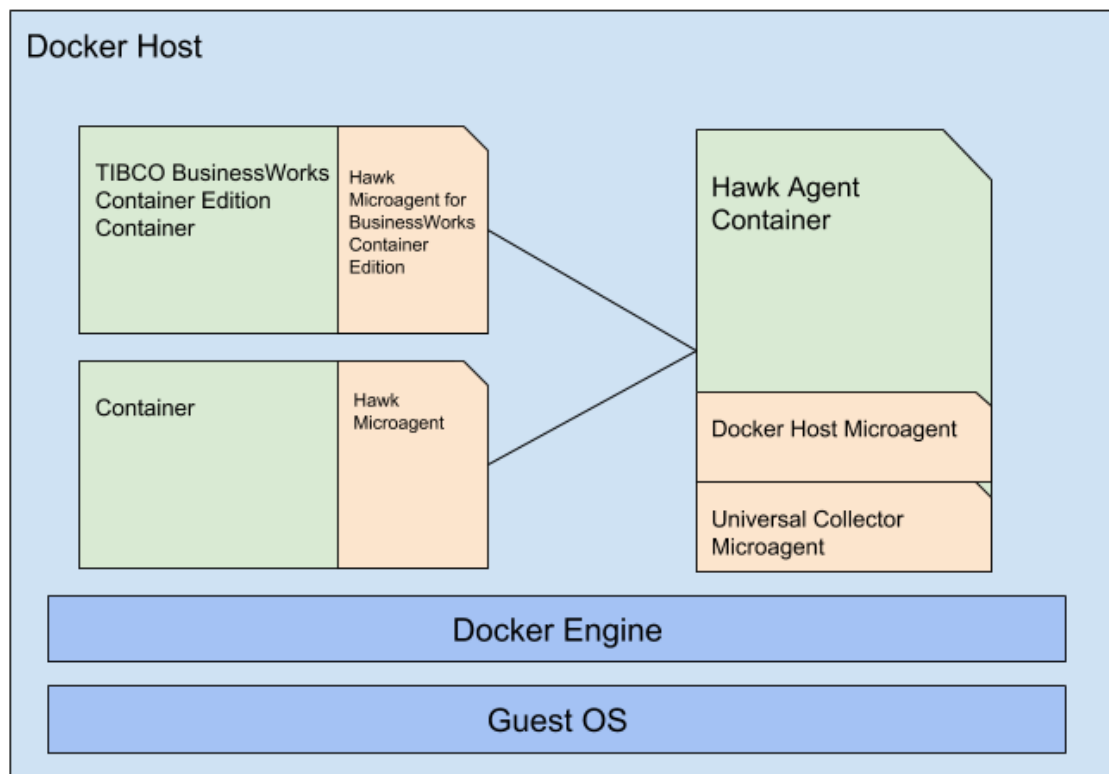 Docker Host
TIBCO BusinessWorks
Container Edition
Container
Hawk
Microagent for
BusinessWorks
Container
Edition
Hawk Agent
Container
Container
Hawk
Microagent
Docker Host Microagent
Universal Collector
Microagent
Docker Engine
Guest OS